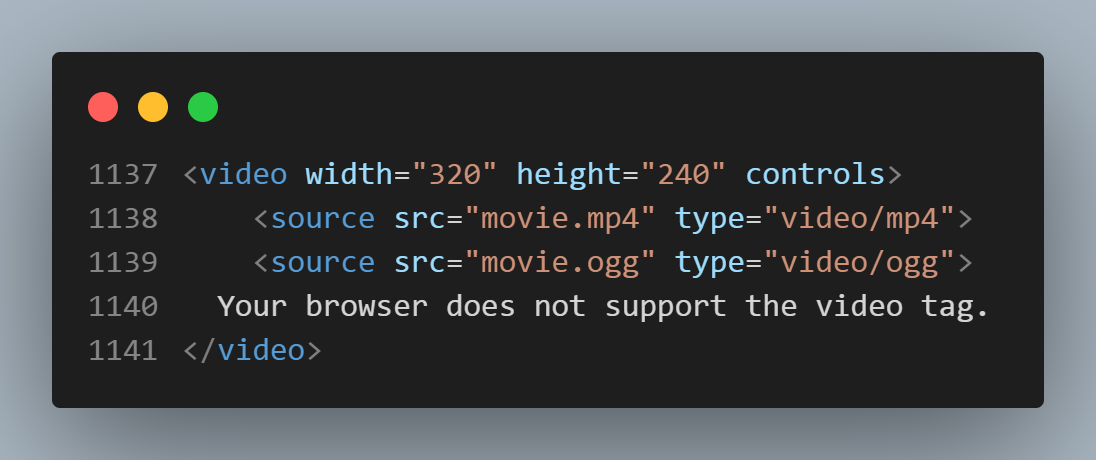 1137 <video width="320" height="240" controls>
1138     <source src="movie.mp4" type="video/mp4">
1139     <source src="movie.ogg" type="video/ogg">
1140   Your browser does not support the video tag.
1141 </video>